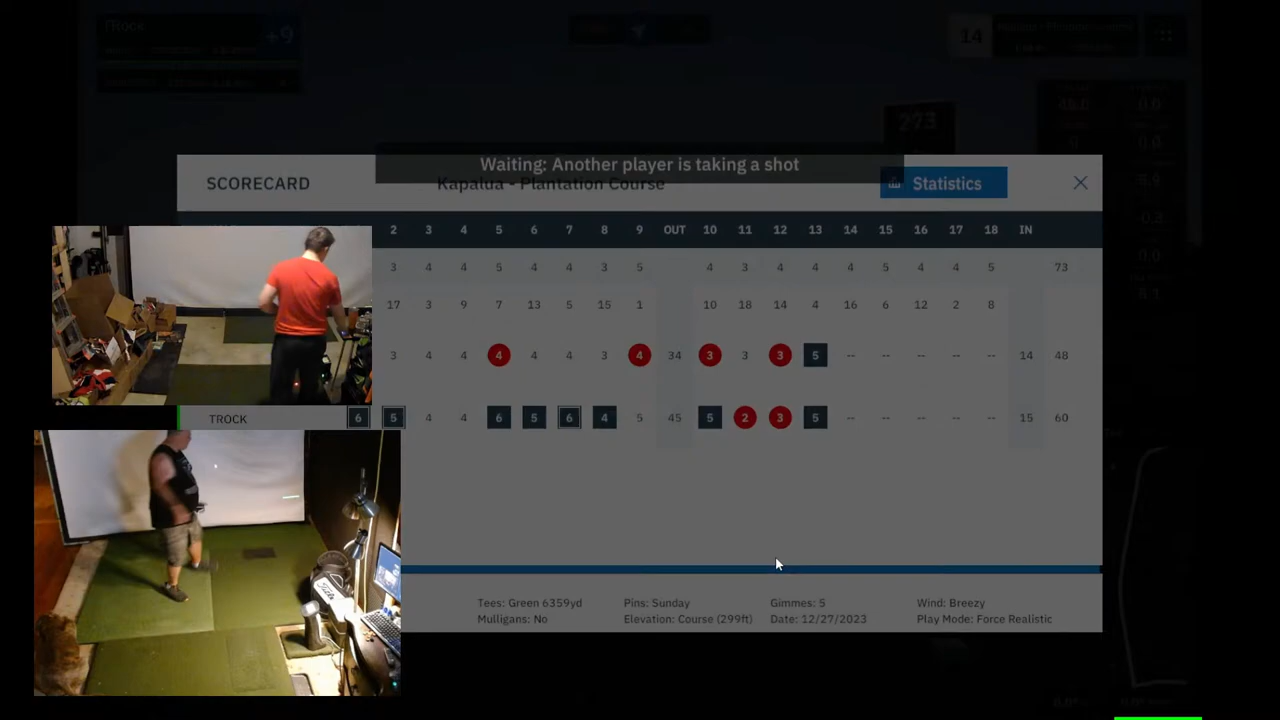 TRock
+9
14
273
Waiting: Another player is taking a shot
SCORECARD
Kapalua - Plantation Course
Statistics
2 3 4 5 6 7 8 9 OUT 10 11 12 13 14 15 16 17 18 IN
3 4 4 5 4 4 3 5 4 3 4 4 4 5 4 4 5 73
17 3 9 7 13 5 15 1 10 18 14 4 16 6 12 2 8
3 4 4 4 4 4 3 4 34 3 3 3 5 -- -- -- -- -- 14 48
TROCK 6 5 4 4 6 5 6 4 5 45 5 2 3 5 -- -- -- -- -- 15 60
Tees: Green 6359yd Pins: Sunday Gimmes: 5 Wind: Breezy
Mulligans: No Elevation: Course (299ft) Date: 12/27/2023 Play Mode: Force Realistic